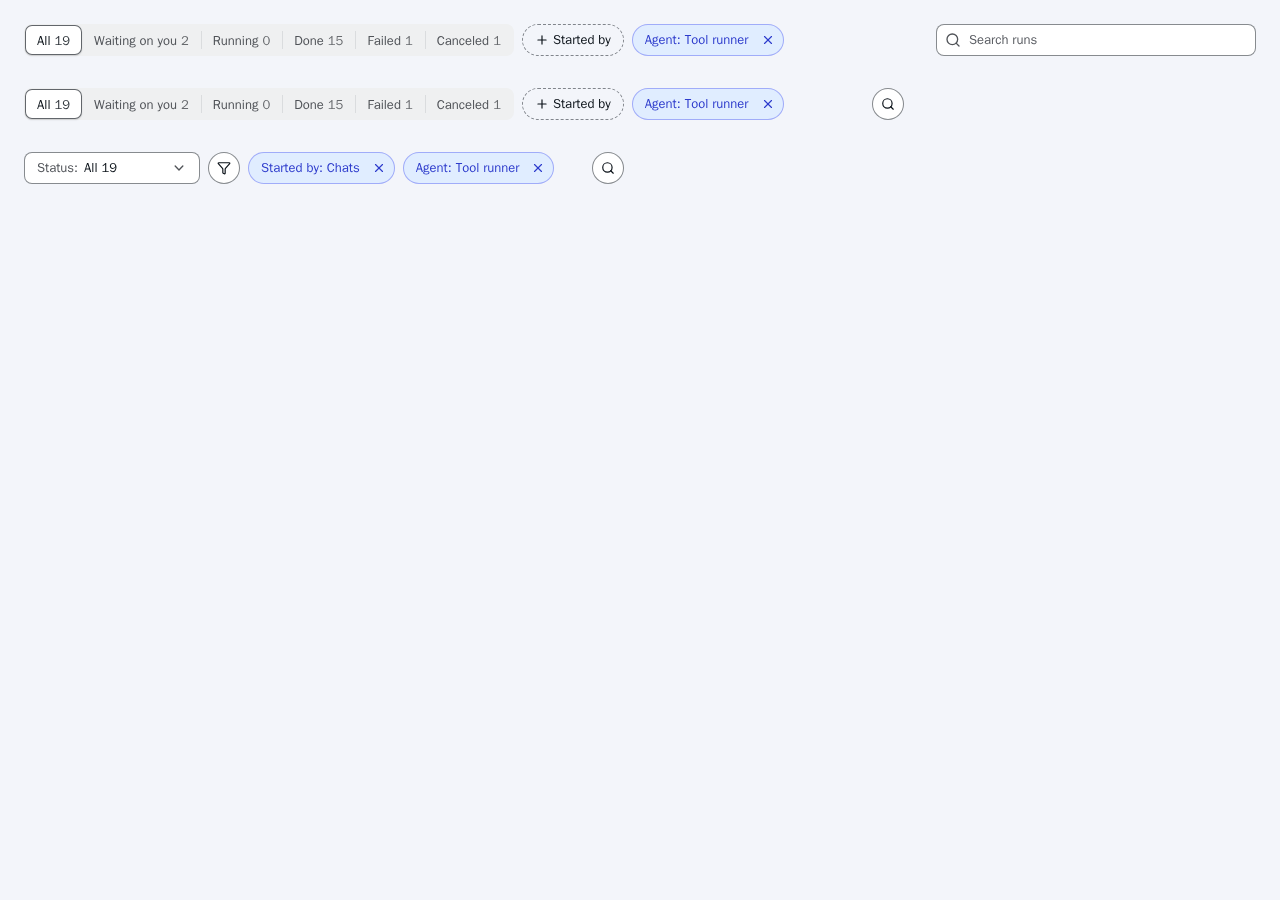 All 19 Waiting on you 2 Running 0 Done 15 Failed 1 Canceled 1 Started by Agent: Tool runner Search runs
All 19 Waiting on you 2 Running 0 Done 15 Failed 1 Canceled 1 Started by Agent: Tool runner
Status: All 19 Started by: Chats Agent: Tool runner